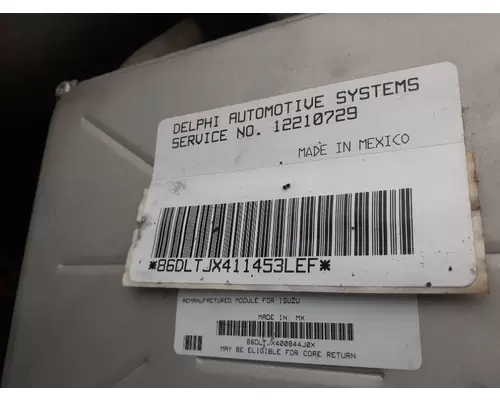 DELPHI AUTOMOTIVE SYSTEMS
SERVICE NO. 12210729
MADE IN MEXICO
*86DLTJX411453LEF*
REMANUFACTURED MODULE FOR ISUZU
MADE IN: MX
86DLTJX400844J0X
MAY BE ELIGIBLE FOR CORE RETURN